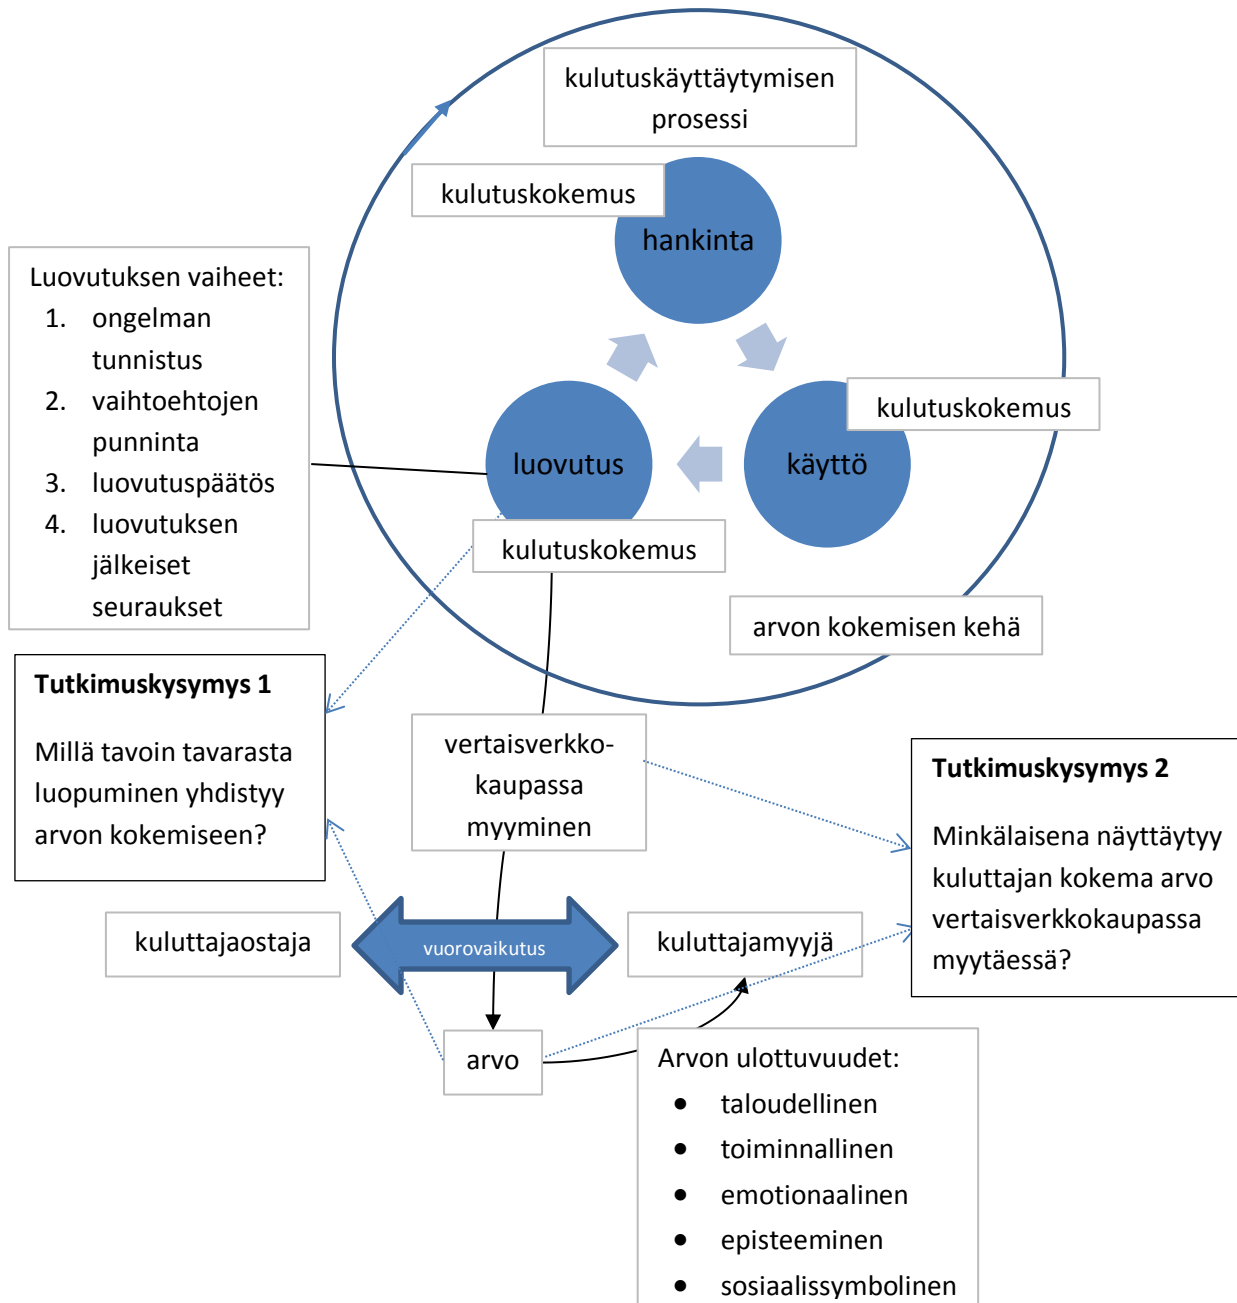 kulutuskäyttäytymisen
prosessi
kulutuskokemus
hankinta
Luovutuksen vaiheet:
1. ongelman
tunnistus
2. vaihtoehtojen
punninta
3. luovutuspäätös
4. luovutuksen
jälkeiset
seuraukset
kulutuskokemus
luovutus
käyttö
kulutuskokemus
arvon kokemisen kehä
Tutkimuskysymys 1
Millä tavoin tavarasta
luopuminen yhdistyy
arvon kokemiseen?
vertaisverkko-
kaupassa
myyminen
Tutkimuskysymys 2
Minkälaisena näyttäytyy
kuluttajan kokema arvo
vertaisverkkokaupassa
myytäessä?
kuluttajaostaja
vuorovaikutus
kuluttajamyyjä
arvo
Arvon ulottuvuudet:
• taloudellinen
• toiminnallinen
• emotionaalinen
• episteeminen
• sosiaalissymbolinen